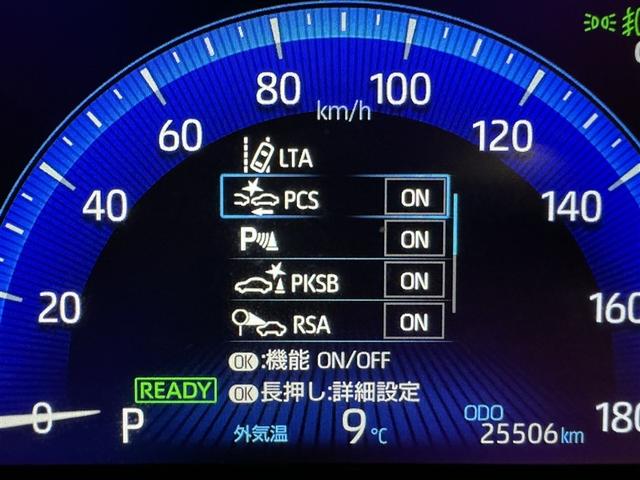 80
100
km/h
60
120
LTA
PCS ON
40
140
P ON
PKSB ON
20
160
RSA ON
OK:機能 ON/OFF
READY
OK長押し:詳細設定
0
P
外気温
9℃
ODO
25506km
180